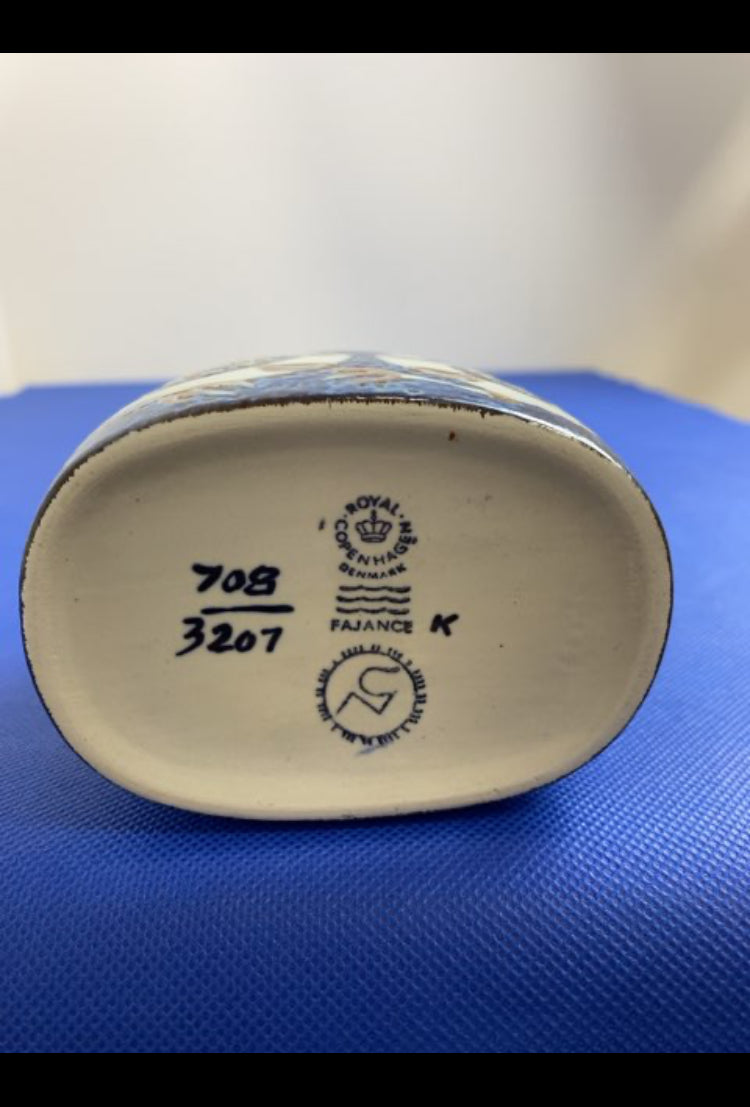 ROYAL
COPENHAGEN
DENMARK
FAJANCE
K
708
3207